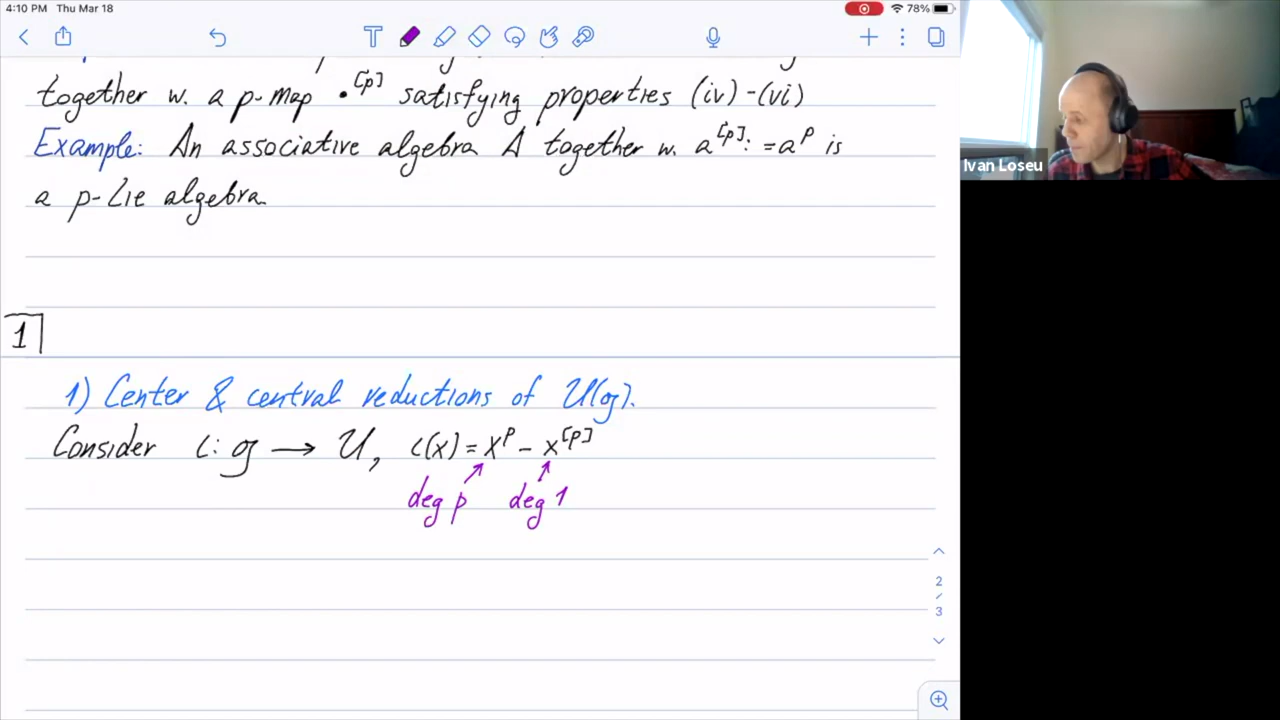 4:10 PM Thu Mar 18
78%
together w. a p-map •^[p] satisfying properties (iv)-(vi)
Example: An associative algebra A together w. a^[p] := a^p is
a p-Lie algebra.
1
1) Center & central reductions of U(g).
Consider ι: g → U, ι(x) = x^p - x^[p]
deg p deg 1
2
/
3
Ivan Loseu